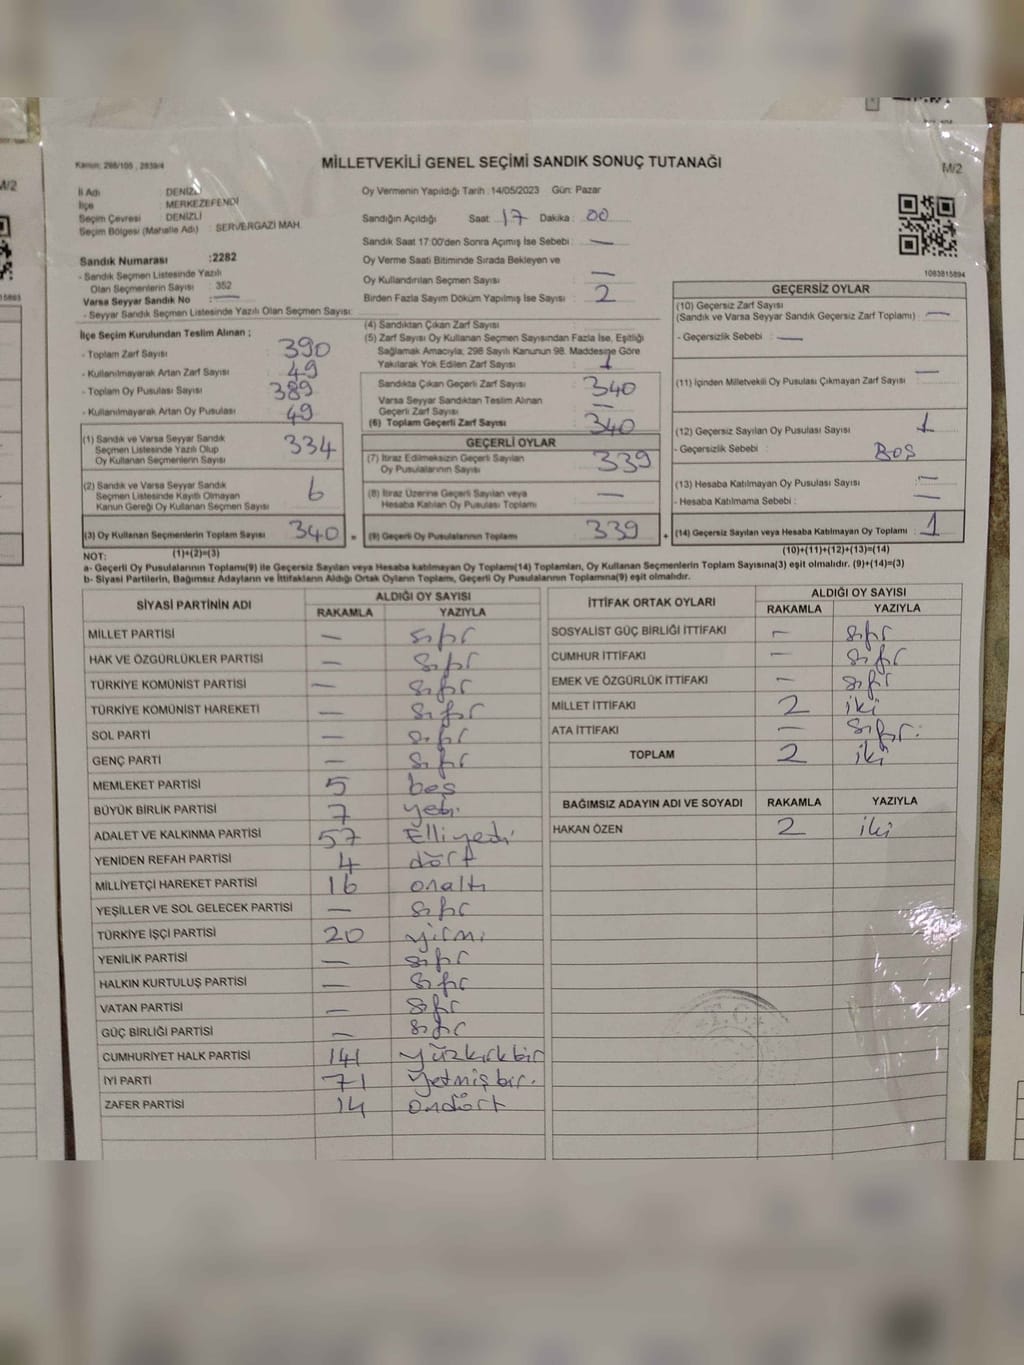 Kanun: 298/105 , 2839/4
MİLLETVEKİLİ GENEL SEÇİMİ SANDIK SONUÇ TUTANAĞI
M/2
M/2
İl Adı : DENİZLİ
İlçe : MERKEZEFENDİ
Seçim Çevresi : DENİZLİ
Seçim Bölgesi (Mahalle Adı) : SERVERGAZİ MAH.
Oy Vermenin Yapıldığı Tarih : 14/05/2023 Gün: Pazar
Sandığın Açıldığı Saat : 17 Dakika : 00
Sandık Saat 17:00'den Sonra Açılmış İse Sebebi : —
Oy Verme Saati Bitiminde Sırada Bekleyen ve
Oy Kullandırılan Seçmen Sayısı : —
Birden Fazla Sayım Döküm Yapılmış İse Sayısı : 2
1083815894
Sandık Numarası :2282
- Sandık Seçmen Listesinde Yazılı
Olan Seçmenlerin Sayısı : 352
Varsa Seyyar Sandık No : —
- Seyyar Sandık Seçmen Listesinde Yazılı Olan Seçmen Sayısı:
İlçe Seçim Kurulundan Teslim Alınan ;
- Toplam Zarf Sayısı : 390
- Kullanılmayarak Artan Zarf Sayısı : 49
- Toplam Oy Pusulası Sayısı : 389
- Kullanılmayarak Artan Oy Pusulası : 49
(1) Sandık ve Varsa Seyyar Sandık
Seçmen Listesinde Yazılı Olup
Oy Kullanan Seçmenlerin Sayısı : 334
(2) Sandık ve Varsa Seyyar Sandık
Seçmen Listesinde Kayıtlı Olmayan
Kanun Gereği Oy Kullanan Seçmen Sayısı : 6
(3) Oy Kullanan Seçmenlerin Toplam Sayısı : 340 =
(4) Sandıktan Çıkan Zarf Sayısı :
(5) Zarf Sayısı Oy Kullanan Seçmen Sayısından Fazla İse, Eşitliği
Sağlamak Amacıyla; 298 Sayılı Kanunun 98. Maddesine Göre
Yakılarak Yok Edilen Zarf Sayısı : 1
Sandıkta Çıkan Geçerli Zarf Sayısı : 340
Varsa Seyyar Sandıktan Teslim Alınan
Geçerli Zarf Sayısı : —
(6) Toplam Geçerli Zarf Sayısı : 340
GEÇERLİ OYLAR
(7) İtiraz Edilmeksizin Geçerli Sayılan
Oy Pusulalarının Sayısı : 339
(8) İtiraz Üzerine Geçerli Sayılan veya
Hesaba Katılan Oy Pusulası Toplamı : —
(9) Geçerli Oy Pusulalarının Toplamı : 339 +
GEÇERSİZ OYLAR
(10) Geçersiz Zarf Sayısı
(Sandık ve Varsa Seyyar Sandık Geçersiz Zarf Toplamı) : —
- Geçersizlik Sebebi : —
(11) İçinden Milletvekili Oy Pusulası Çıkmayan Zarf Sayısı : —
(12) Geçersiz Sayılan Oy Pusulası Sayısı : 1
- Geçersizlik Sebebi : BOŞ
(13) Hesaba Katılmayan Oy Pusulası Sayısı : —
- Hesaba Katılmama Sebebi : —
(14) Geçersiz Sayılan veya Hesaba Katılmayan Oy Toplamı : 1
NOT: (1)+(2)=(3)
(10)+(11)+(12)+(13)=(14)
a- Geçerli Oy Pusulalarının Toplamı(9) ile Geçersiz Sayılan veya Hesaba Katılmayan Oy Toplamı(14) Toplamları, Oy Kullanan Seçmenlerin Toplam Sayısına(3) eşit olmalıdır. (9)+(14)=(3)
b- Siyasi Partilerin, Bağımsız Adayların ve İttifakların Aldığı Ortak Oyların Toplamı, Geçerli Oy Pusulalarının Toplamına(9) eşit olmalıdır.
SİYASİ PARTİNİN ADI ALDIĞI OY SAYISI
RAKAMLA YAZIYLA
MİLLET PARTİSİ — sıfır
HAK VE ÖZGÜRLÜKLER PARTİSİ — sıfır
TÜRKİYE KOMÜNİST PARTİSİ — sıfır
TÜRKİYE KOMÜNİST HAREKETİ — sıfır
SOL PARTİ — sıfır
GENÇ PARTİ — sıfır
MEMLEKET PARTİSİ 5 beş
BÜYÜK BİRLİK PARTİSİ 7 yedi
ADALET VE KALKINMA PARTİSİ 57 Elliyedi
YENİDEN REFAH PARTİSİ 4 dört
MİLLİYETÇİ HAREKET PARTİSİ 16 onaltı
YEŞİLLER VE SOL GELECEK PARTİSİ — sıfır
TÜRKİYE İŞÇİ PARTİSİ 20 yirmi
YENİLİK PARTİSİ — sıfır
HALKIN KURTULUŞ PARTİSİ — sıfır
VATAN PARTİSİ — sıfır
GÜÇ BİRLİĞİ PARTİSİ — sıfır
CUMHURİYET HALK PARTİSİ 141 yüzkırkbir
İYİ PARTİ 71 Yetmişbir.
ZAFER PARTİSİ 14 ondört
İTTİFAK ORTAK OYLARI ALDIĞI OY SAYISI
RAKAMLA YAZIYLA
SOSYALİST GÜÇ BİRLİĞİ İTTİFAKI — sıfır
CUMHUR İTTİFAKI — sıfır
EMEK VE ÖZGÜRLÜK İTTİFAKI — sıfır
MİLLET İTTİFAKI 2 iki
ATA İTTİFAKI — sıfır.
TOPLAM 2 iki
BAĞIMSIZ ADAYIN ADI VE SOYADI RAKAMLA YAZIYLA
HAKAN ÖZEN 2 iki